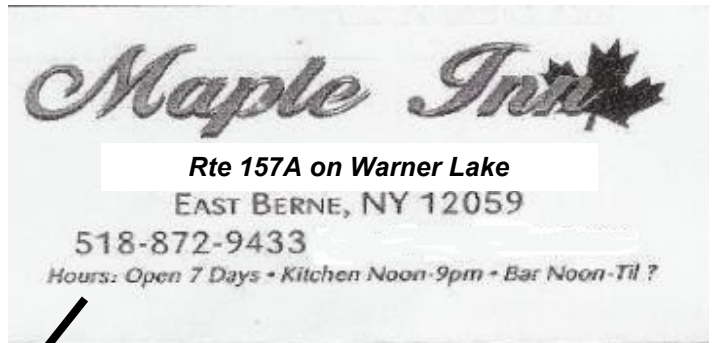 Maple Inn
Rte 157A on Warner Lake
EAST BERNE, NY 12059
518-872-9433
Hours: Open 7 Days • Kitchen Noon-9pm • Bar Noon-Til ?